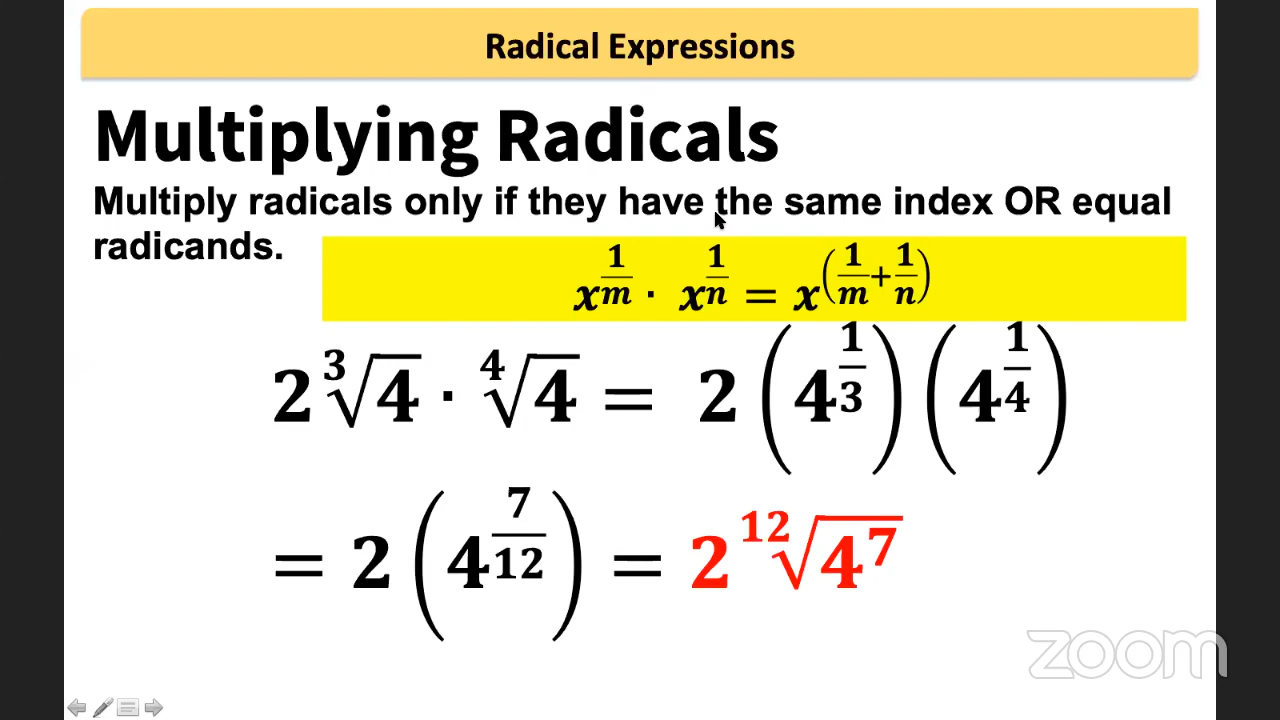 Radical Expressions
Multiplying Radicals
Multiply radicals only if they have the same index OR equal
radicands.
x^(1/m) · x^(1/n) = x^(1/m + 1/n)
2∛4 · ∜4 = 2(4^(1/3))(4^(1/4))
= 2(4^(7/12)) = 2 ¹²√(4⁷)
zoom